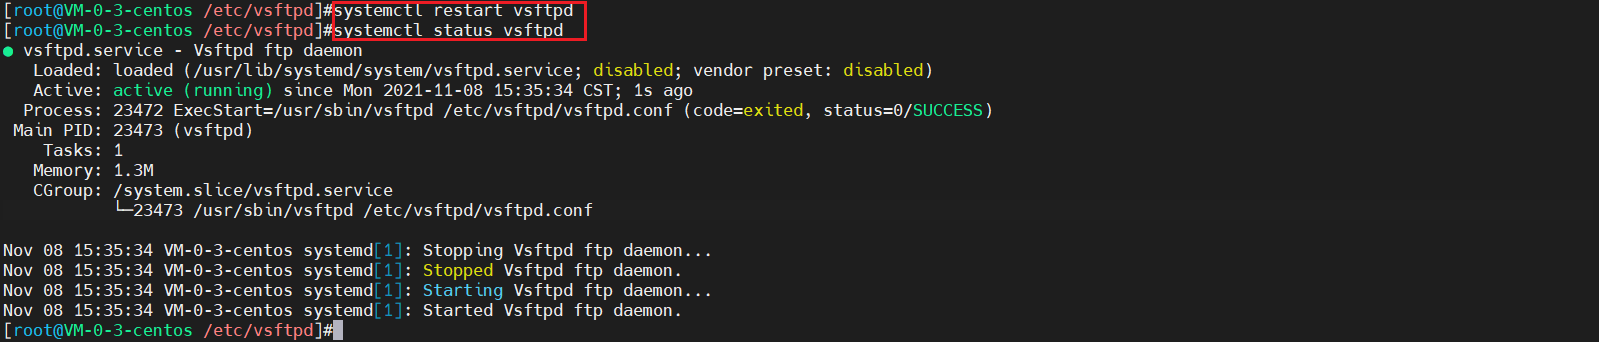 [root@VM-0-3-centos /etc/vsftpd]#systemctl restart vsftpd
[root@VM-0-3-centos /etc/vsftpd]#systemctl status vsftpd
● vsftpd.service - Vsftpd ftp daemon
   Loaded: loaded (/usr/lib/systemd/system/vsftpd.service; disabled; vendor preset: disabled)
   Active: active (running) since Mon 2021-11-08 15:35:34 CST; 1s ago
  Process: 23472 ExecStart=/usr/sbin/vsftpd /etc/vsftpd/vsftpd.conf (code=exited, status=0/SUCCESS)
 Main PID: 23473 (vsftpd)
    Tasks: 1
   Memory: 1.3M
   CGroup: /system.slice/vsftpd.service
           └─23473 /usr/sbin/vsftpd /etc/vsftpd/vsftpd.conf
Nov 08 15:35:34 VM-0-3-centos systemd[1]: Stopping Vsftpd ftp daemon...
Nov 08 15:35:34 VM-0-3-centos systemd[1]: Stopped Vsftpd ftp daemon.
Nov 08 15:35:34 VM-0-3-centos systemd[1]: Starting Vsftpd ftp daemon...
Nov 08 15:35:34 VM-0-3-centos systemd[1]: Started Vsftpd ftp daemon.
[root@VM-0-3-centos /etc/vsftpd]#